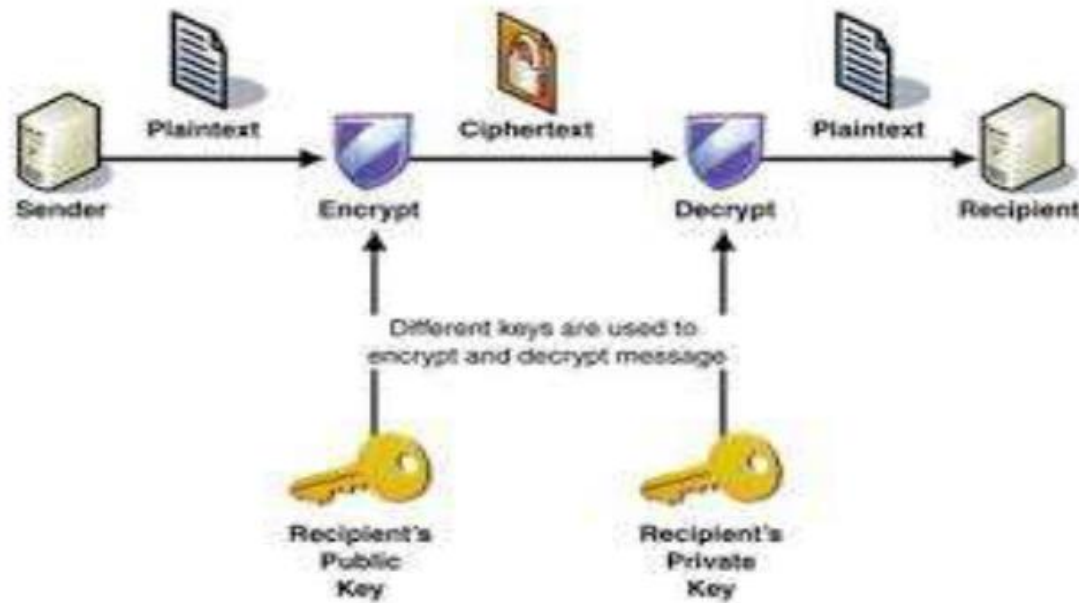 Plaintext
Ciphertext
Plaintext
Sender
Encrypt
Decrypt
Recipient
Different keys are used to
encrypt and decrypt message
Recipient's
Public
Key
Recipient's
Private
Key